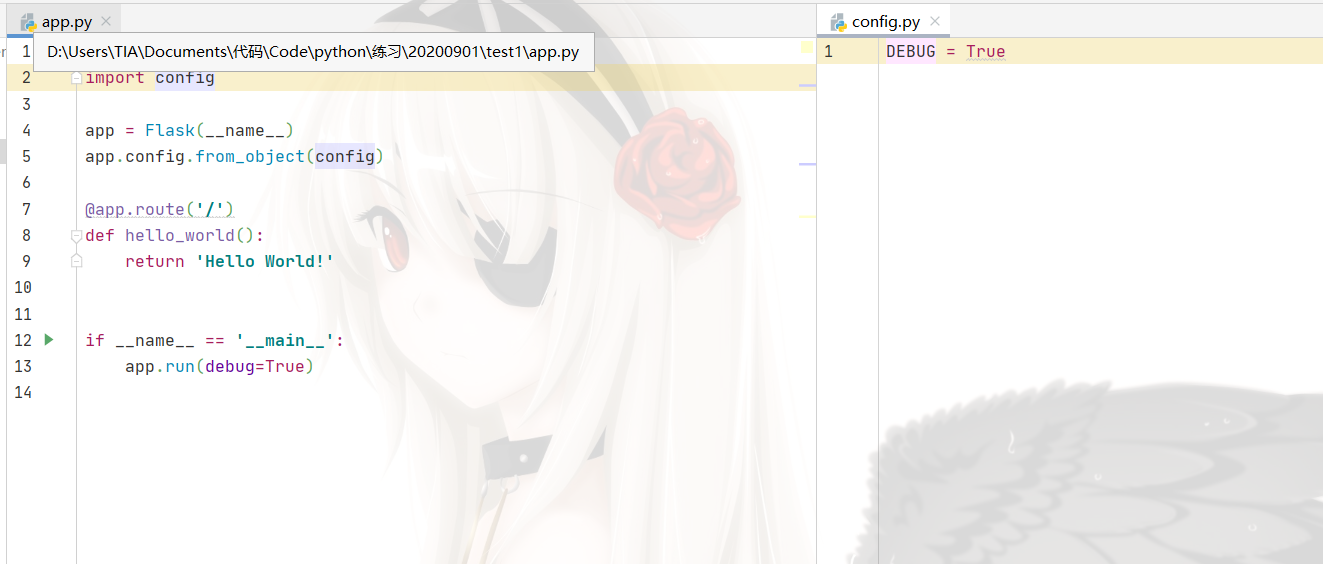 app.py
config.py
D:\Users\TIA\Documents\代码\Code\python\练习\20200901\test1\app.py
1
2 import config
3
4 app = Flask(__name__)
5 app.config.from_object(config)
6
7 @app.route('/')
8 def hello_world():
9 return 'Hello World!'
10
11
12 if __name__ == '__main__':
13 app.run(debug=True)
14
1 DEBUG = True